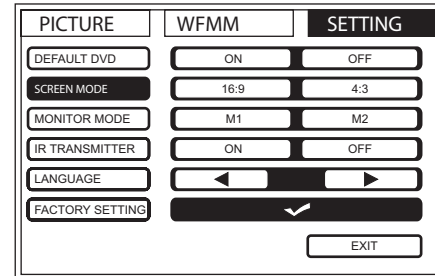 PICTURE WFMM SETTING
DEFAULT DVD ON OFF
SCREEN MODE 16:9 4:3
MONITOR MODE M1 M2
IR TRANSMITTER ON OFF
LANGUAGE
FACTORY SETTING
EXIT